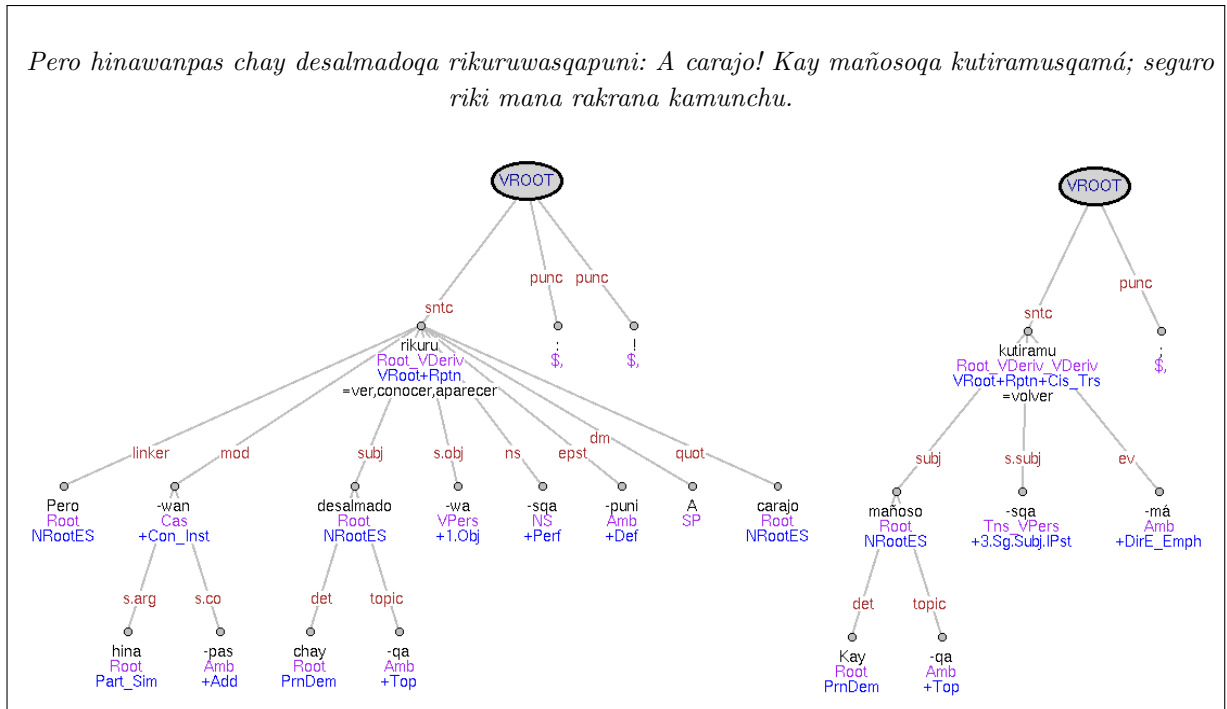 Pero hinawanpas chay desalmadoqa rikuruwasqapuni: A carajo! Kay mañosoqa kutiramusqamá; seguro
riki mana rakrana kamunchu.
VROOT VROOT
punc punc punc
sntc sntc
rikuru : ! kutiramu ;
Root_VDeriv $, $, Root_VDeriv_VDeriv $,
VRoot+Rptn VRoot+Rptn+Cis_Trs
=ver,conocer,aparecer =volver
dm
linker mod subj s.obj ns epst quot subj s.subj ev
Pero -wan desalmado -wa -sqa -puni A carajo mañoso -sqa -má
Root Cas Root VPers NS Amb SP Root Root Tns_VPers Amb
NRootES +Con_Inst NRootES +1.Obj +Perf +Def NRootES NRootES +3.Sg.Subj.IPst +DirE_Emph
s.arg s.co det topic det topic
hina -pas chay -qa Kay -qa
Root Amb Root Amb Root Amb
Part_Sim +Add PrnDem +Top PrnDem +Top